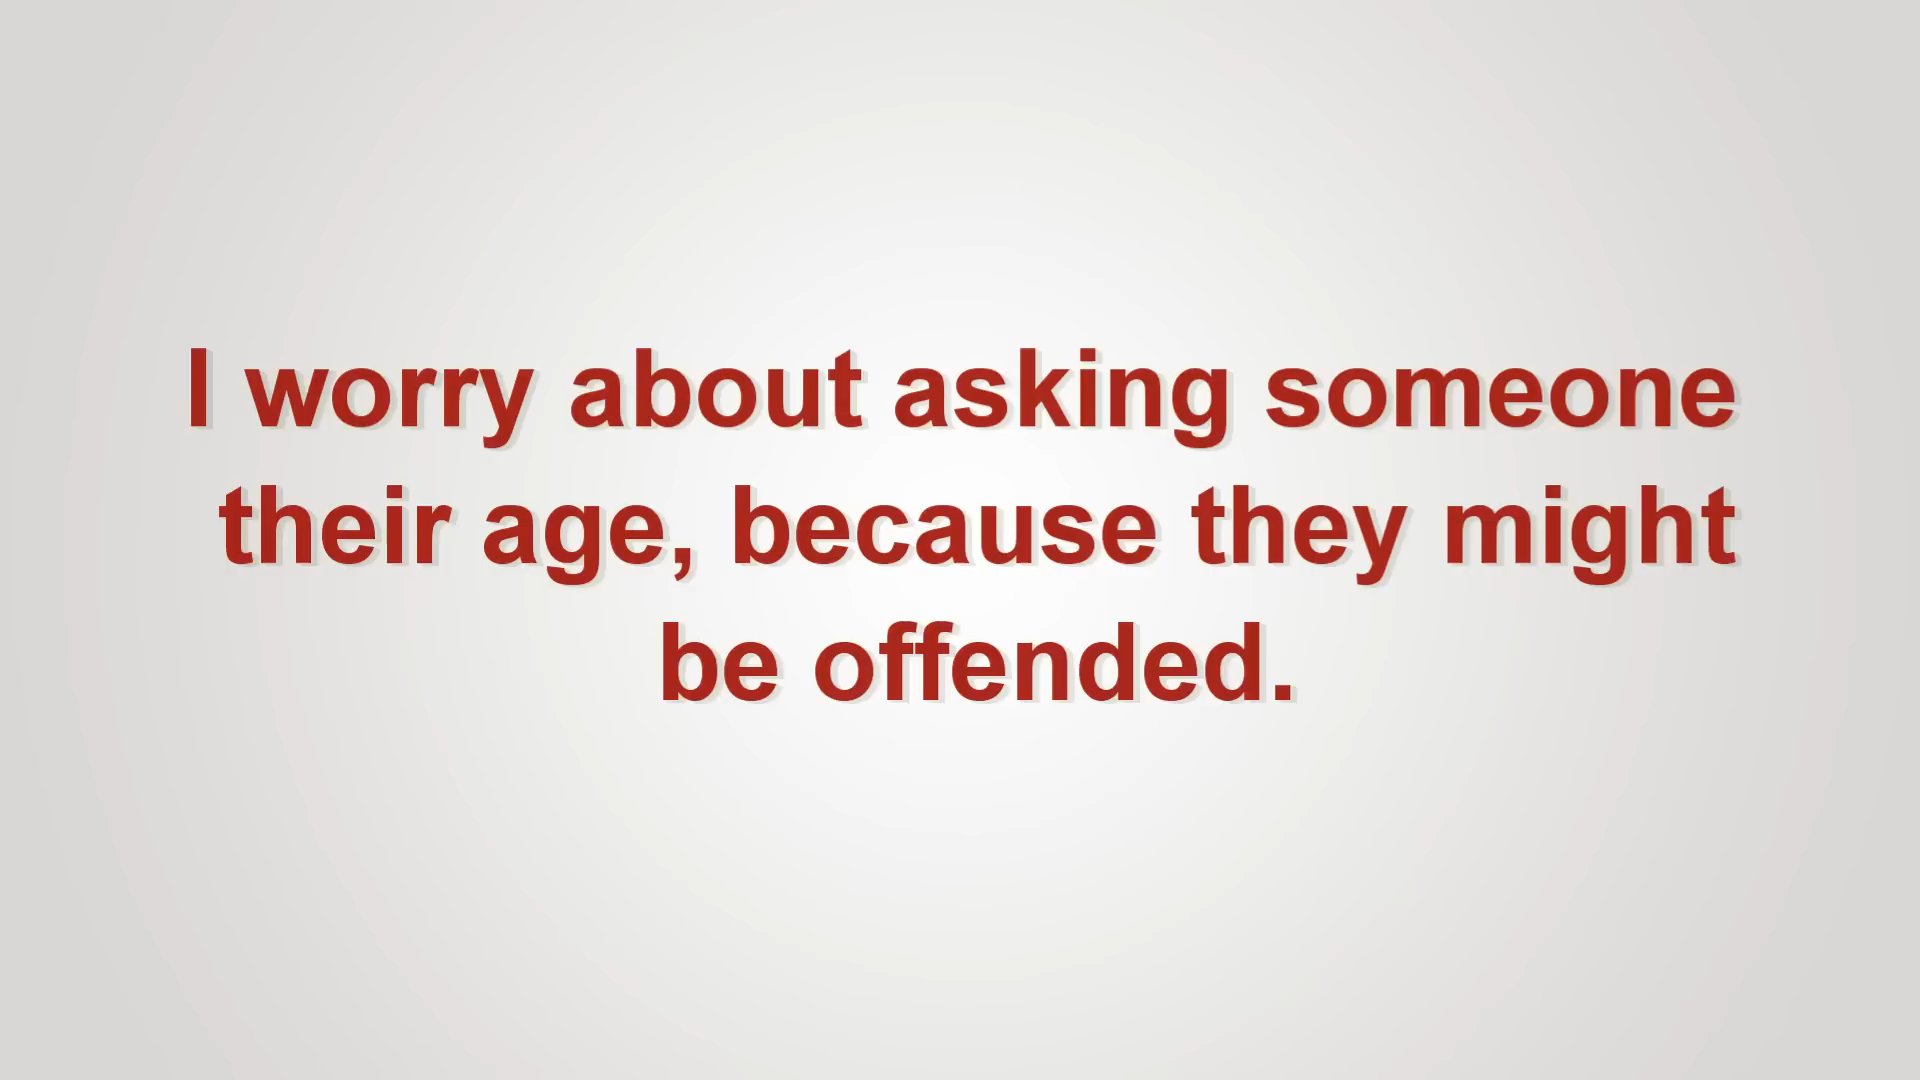 I worry about asking someone
their age, because they might
be offended.